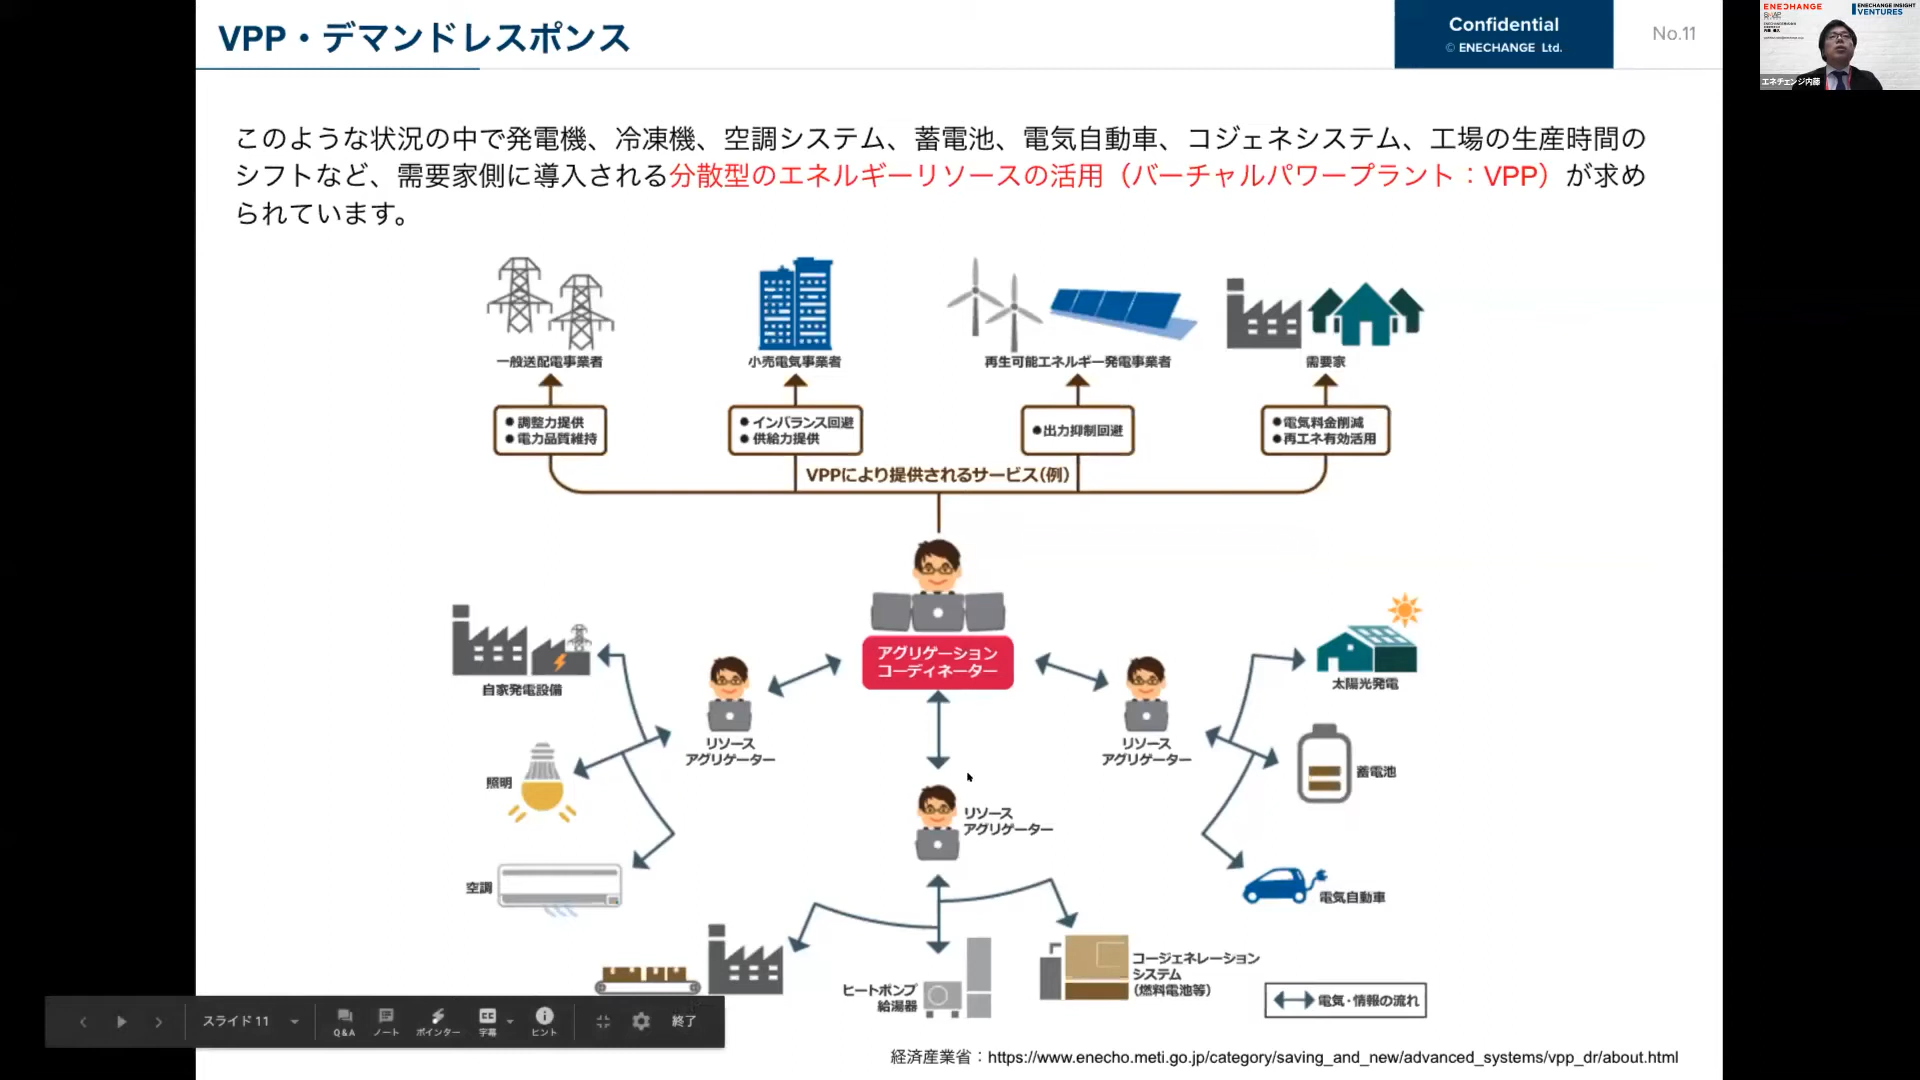 VPP・デマンドレスポンス
Confidential
© ENECHANGE Ltd.
No.11
ENECHANGE
ENECHANGE INSIGHT
VENTURES
エネチェンジ内藤
このような状況の中で発電機、冷凍機、空調システム、蓄電池、電気自動車、コジェネシステム、工場の生産時間の
シフトなど、需要家側に導入される分散型のエネルギーリソースの活用（バーチャルパワープラント：VPP）が求め
られています。
一般送配電事業者
小売電気事業者
再生可能エネルギー発電事業者
需要家
●調整力提供
●電力品質維持
●インバランス回避
●供給力提供
●出力抑制回避
●電気料金削減
●再エネ有効活用
VPPにより提供されるサービス(例)
アグリゲーション
コーディネーター
自家発電設備
リソース
アグリゲーター
リソース
アグリゲーター
太陽光発電
照明
蓄電池
リソース
アグリゲーター
空調
電気自動車
ヒートポンプ
給湯器
コージェネレーション
システム
(燃料電池等)
電気・情報の流れ
スライド 11
Q&A
ノート
ポインター
CC
字幕
ヒント
終了
経済産業省：https://www.enecho.meti.go.jp/category/saving_and_new/advanced_systems/vpp_dr/about.html